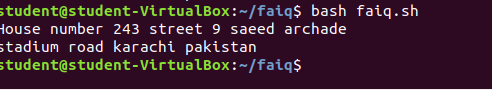 student@student-VirtualBox:~/faiq$ bash faiq.sh
House number 243 street 9 saeed archade
stadium road karachi pakistan
student@student-VirtualBox:~/faiq$